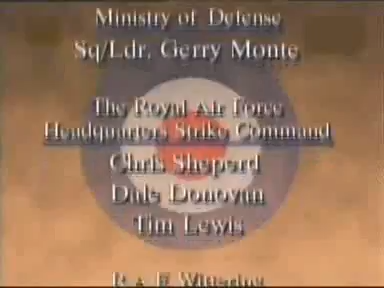 Ministry of Defense
Sq/Ldr. Gerry Monte
The Royal Air Force
Headquarters Strike Command
Chris Sheperd
Dale Donovan
Tim Lewis
R.A.F. Wittering